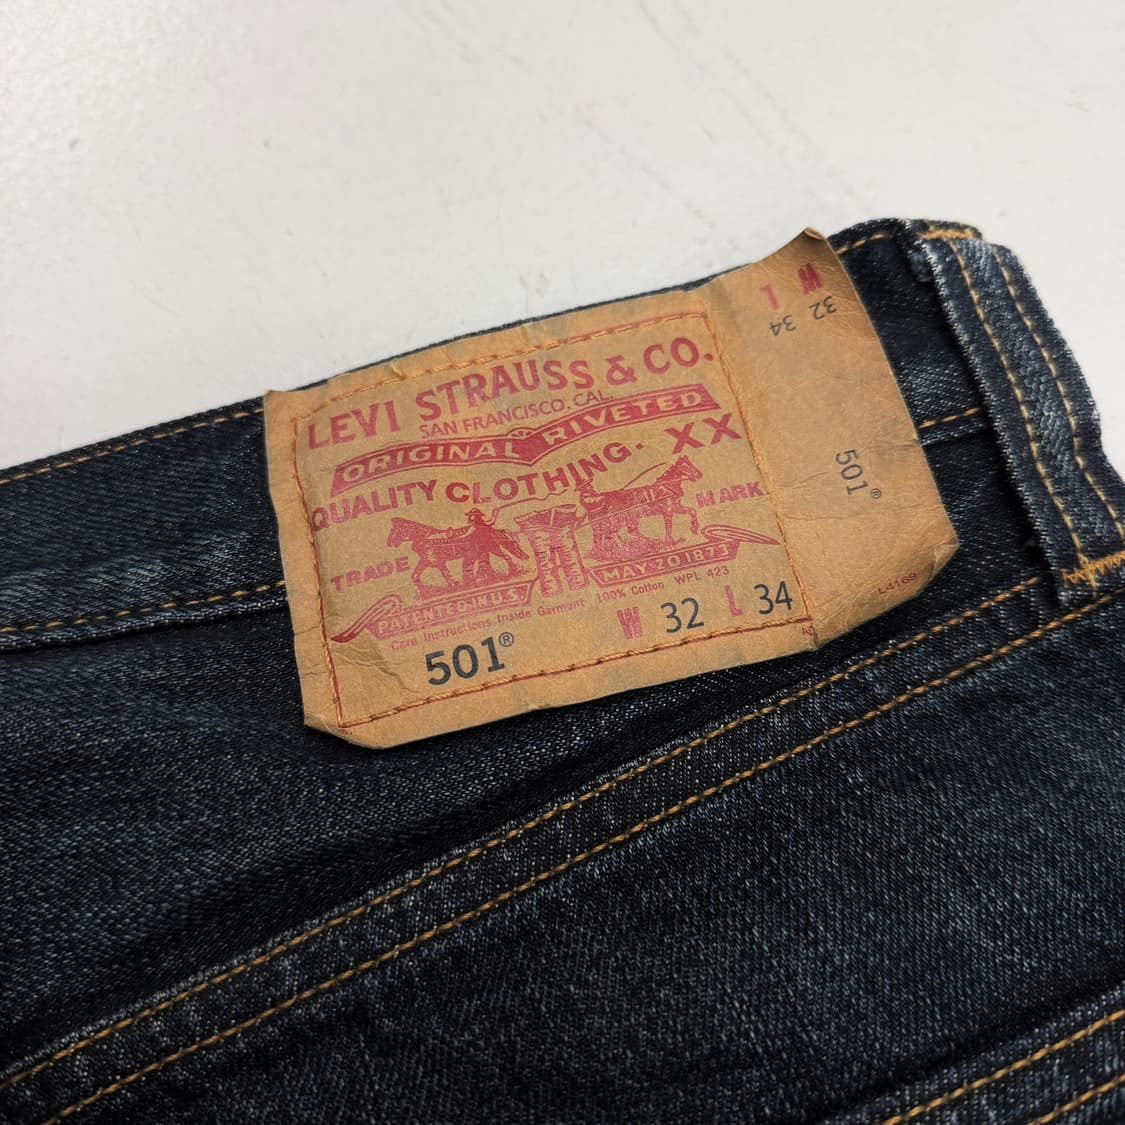 LEVI STRAUSS & CO.
SAN FRANCISCO, CAL.
ORIGINAL RIVETED
QUALITY CLOTHING. XX
TRADE MARK
PATENTED IN U.S. MAY 20 1873
Care Instructions Inside Garment 100% Cotton WPL 423
501® W 32 L 34
W L
32 34
501®
L4169